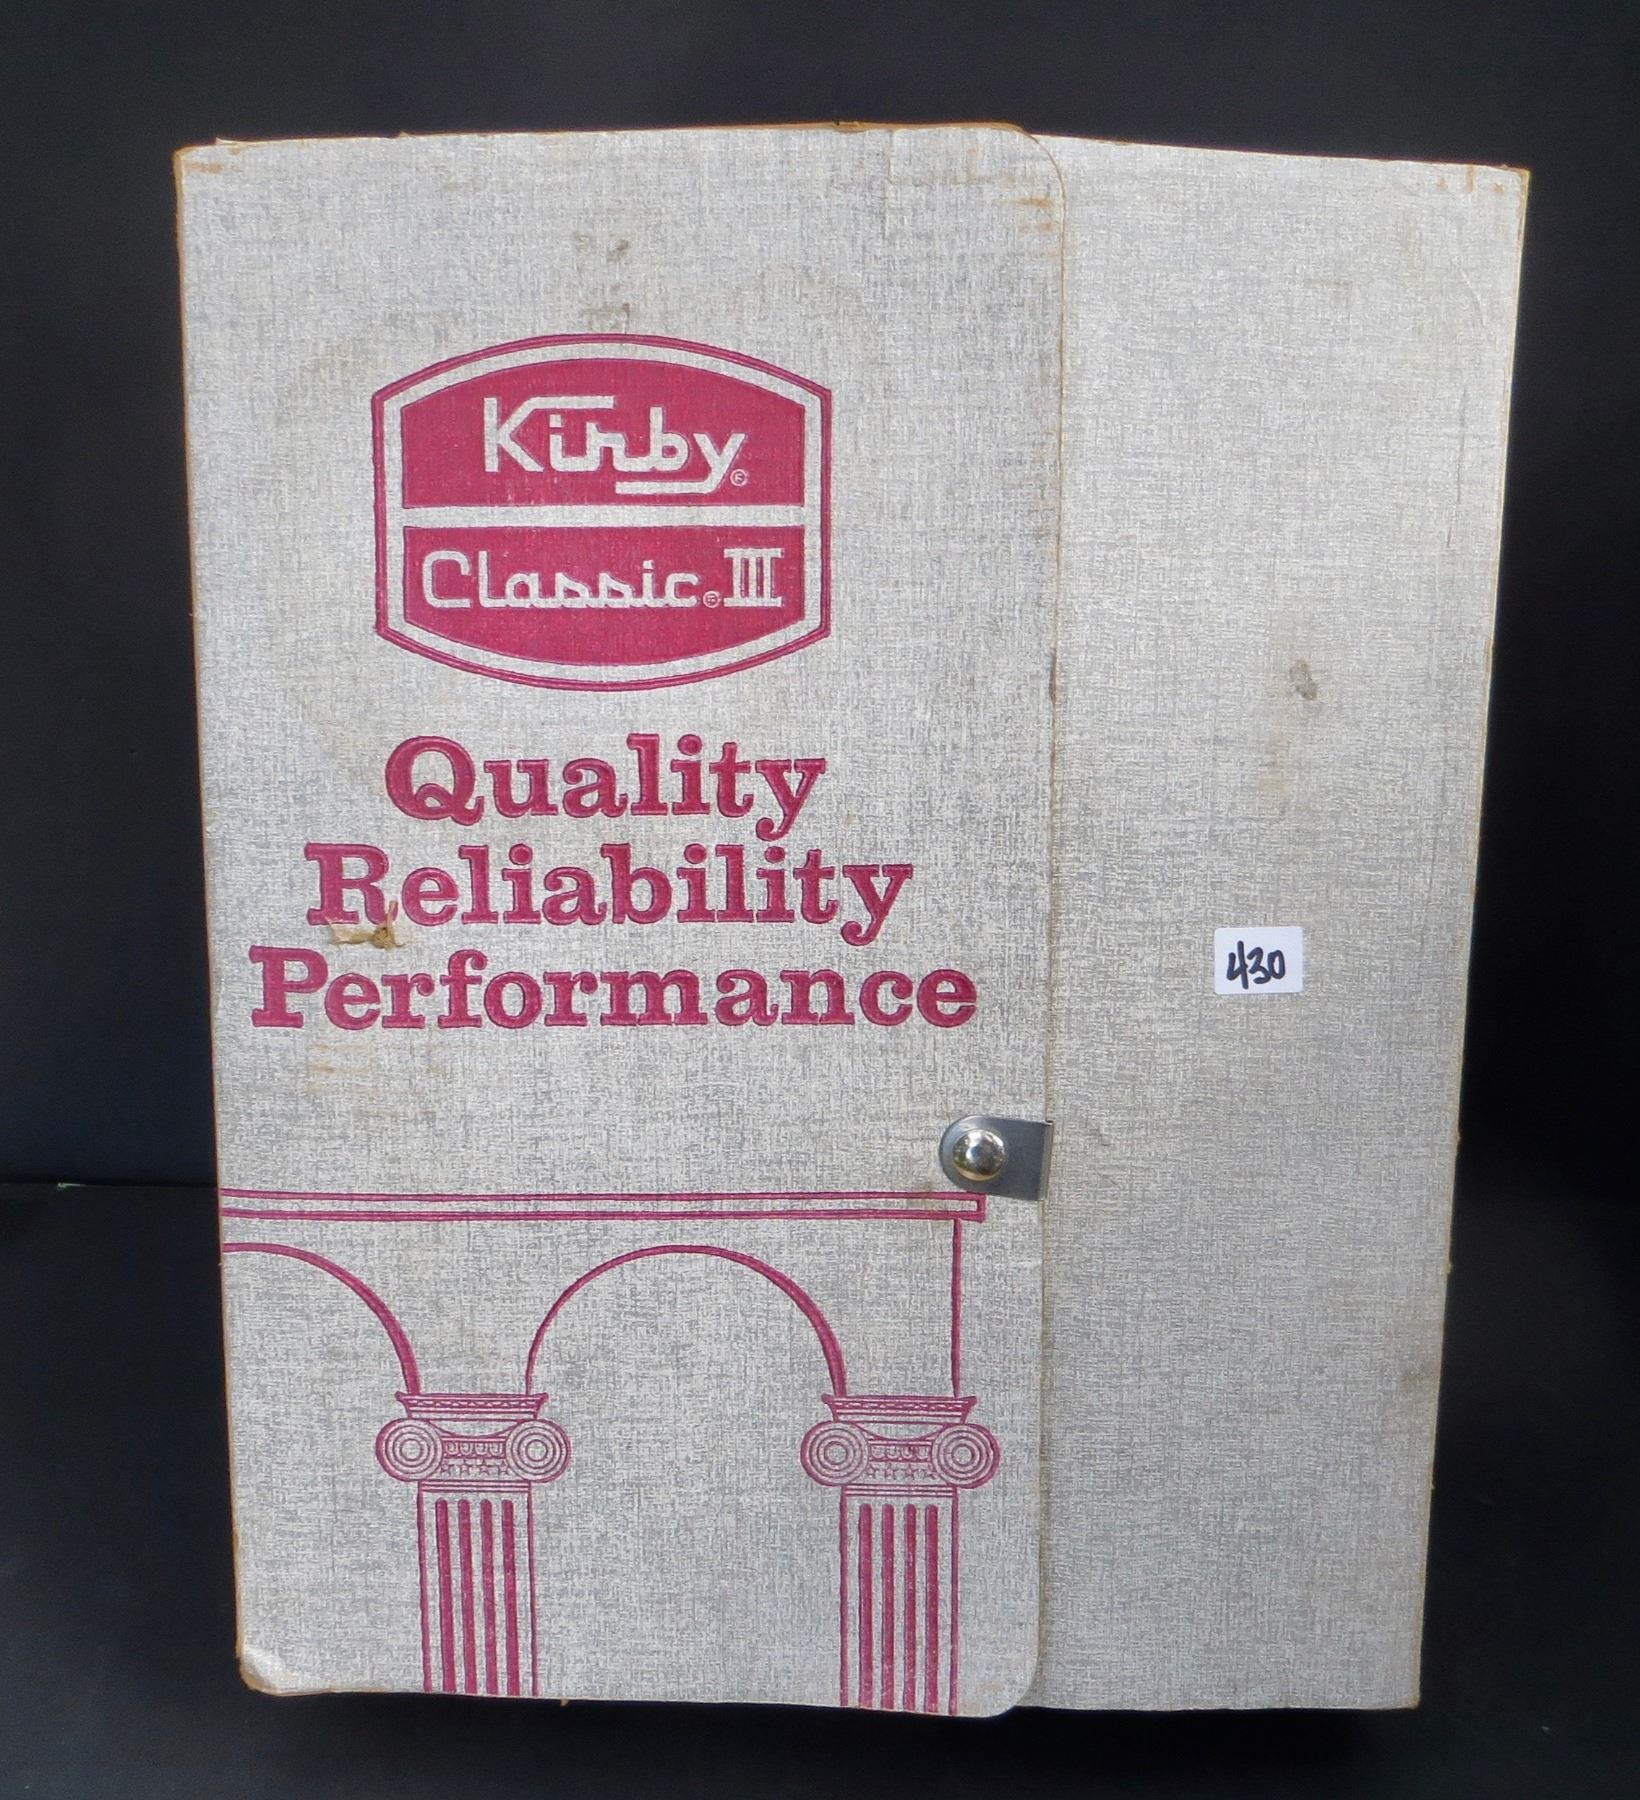 Kirby®
Classic® III
Quality
Reliability
Performance
430